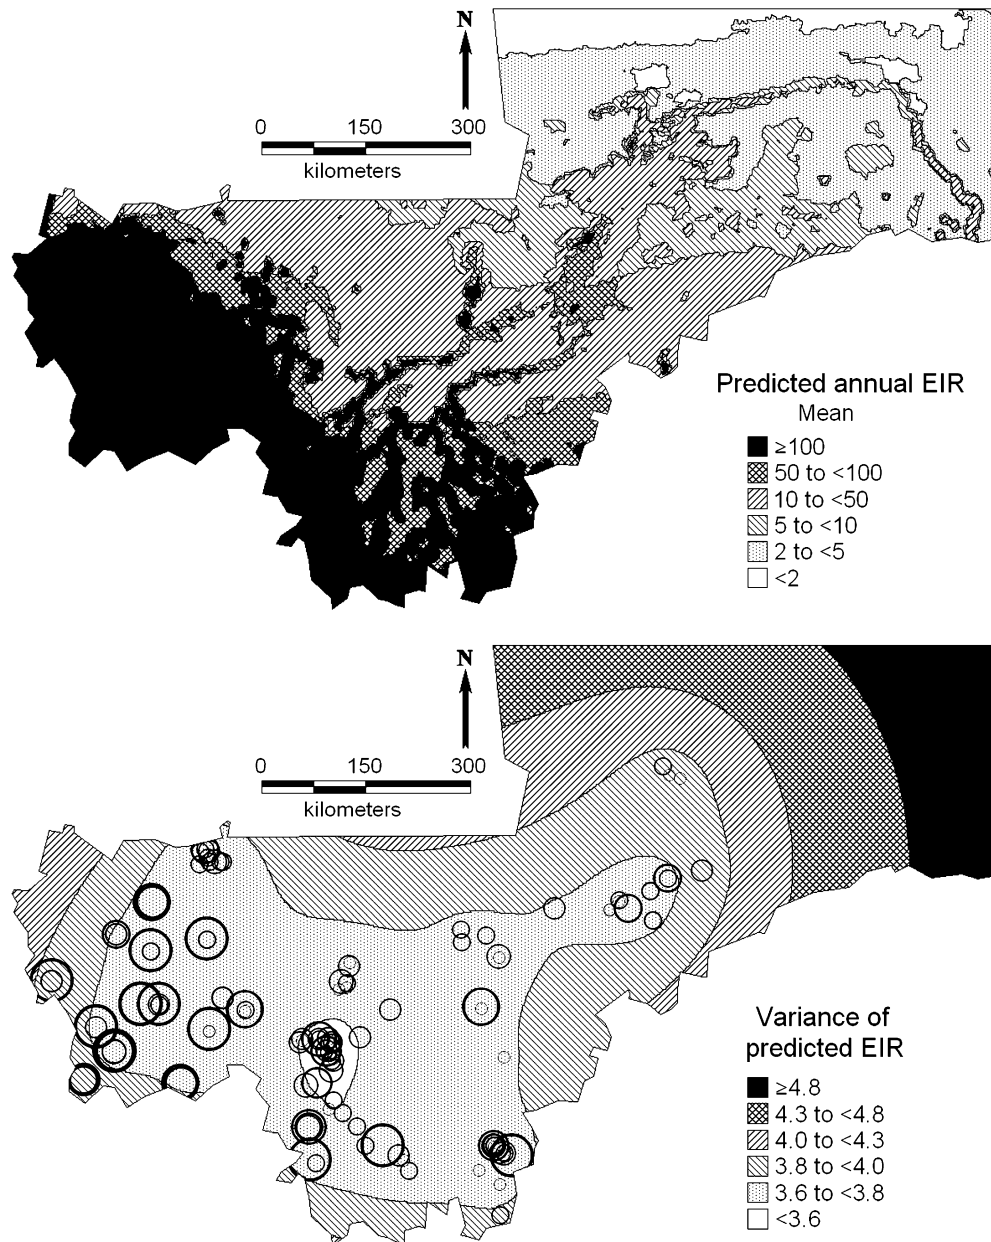 N
0 150 300
kilometers
Predicted annual EIR
Mean
≥100
50 to <100
10 to <50
5 to <10
2 to <5
<2
N
0 150 300
kilometers
Variance of
predicted EIR
≥4.8
4.3 to <4.8
4.0 to <4.3
3.8 to <4.0
3.6 to <3.8
<3.6